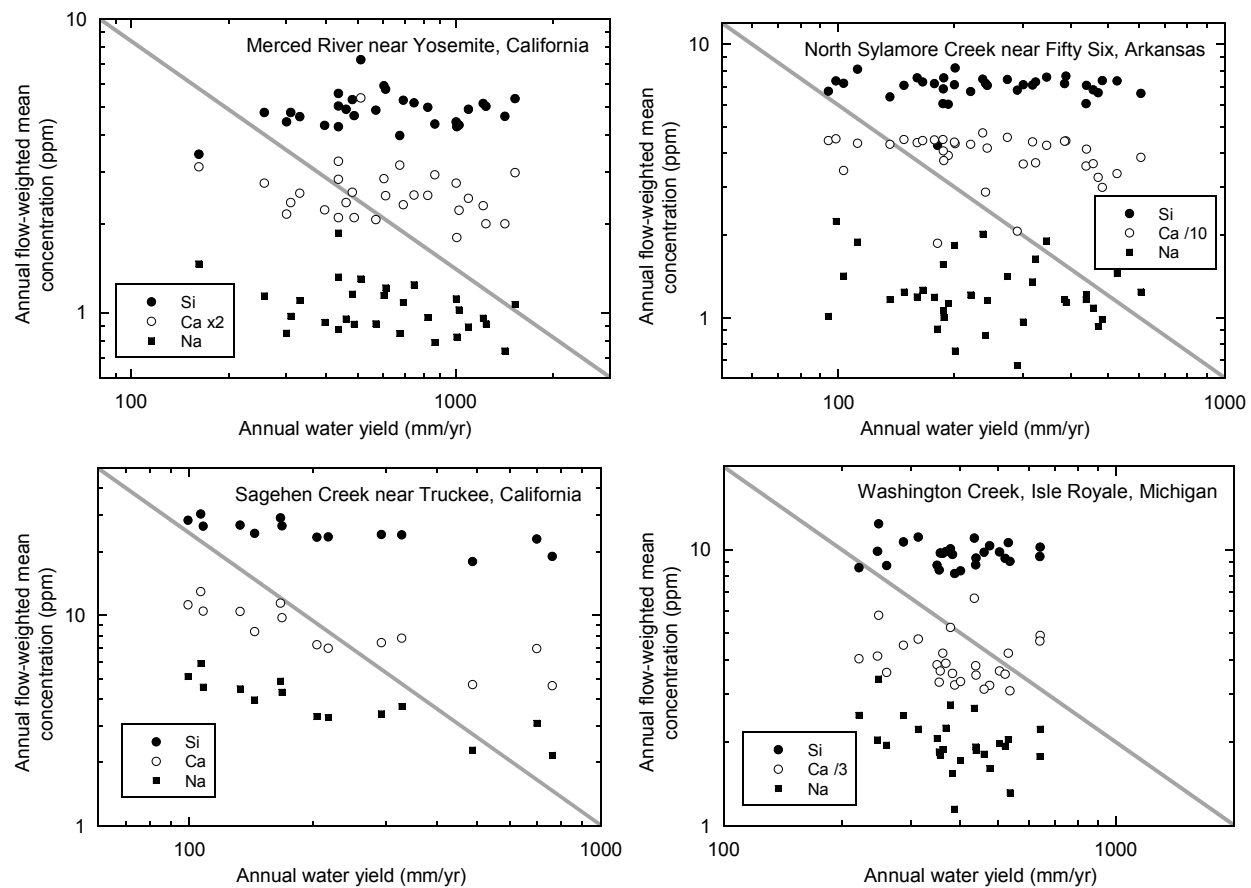 10
Merced River near Yosemite, California
Annual flow-weighted mean
concentration (ppm)
1
Si
Ca x2
Na
100
1000
Annual water yield (mm/yr)
10
North Sylamore Creek near Fifty Six, Arkansas
Annual flow-weighted mean
concentration (ppm)
1
Si
Ca /10
Na
100
1000
Annual water yield (mm/yr)
Sagehen Creek near Truckee, California
Annual flow-weighted mean
concentration (ppm)
10
1
Si
Ca
Na
100
1000
Annual water yield (mm/yr)
Washington Creek, Isle Royale, Michigan
Annual flow-weighted mean
concentration (ppm)
10
1
Si
Ca /3
Na
100
1000
Annual water yield (mm/yr)